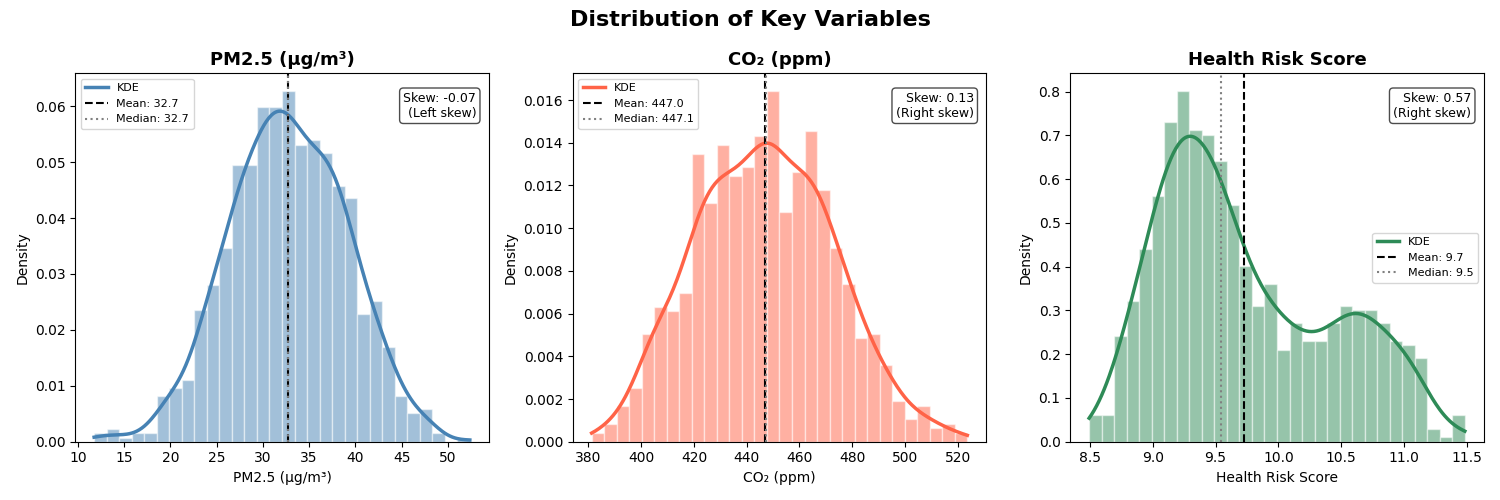 Distribution of Key Variables
PM2.5 (μg/m³)
KDE
Mean: 32.7
Median: 32.7
Skew: -0.07
(Left skew)
Density
0.06
0.05
0.04
0.03
0.02
0.01
0.00
10 15 20 25 30 35 40 45 50
PM2.5 (μg/m³)
CO₂ (ppm)
KDE
Mean: 447.0
Median: 447.1
Skew: 0.13
(Right skew)
Density
0.016
0.014
0.012
0.010
0.008
0.006
0.004
0.002
0.000
380 400 420 440 460 480 500 520
CO₂ (ppm)
Health Risk Score
Skew: 0.57
(Right skew)
KDE
Mean: 9.7
Median: 9.5
Density
0.8
0.7
0.6
0.5
0.4
0.3
0.2
0.1
0.0
8.5 9.0 9.5 10.0 10.5 11.0 11.5
Health Risk Score